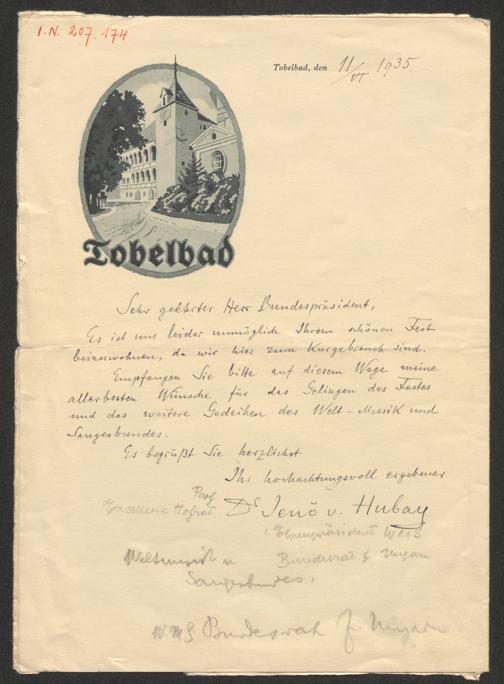 I.N. 207.174
Tobelbad, den 11/VI 1935
Tobelbad
Sehr geehrter Herr Bundespräsident,
Es ist uns leider unmöglich Ihrem schönen Fest
beizuwohnen, da wir hier zum Kurgebrauch sind.
Empfangen Sie bitte auf diesem Wege meine
allerbesten Wünsche für das Gelingen des Festes
und das weitere Gedeihen des Welt-Musik und
Sangesbundes.
Es begrüßt Sie herzlichst
Ihr hochachtungsvoll ergebener
Prof
Excellenz Hofrat Dr Jenö v. Hubay
(Ehrenpräsident WMS
Weltmusik u Bundesrat f Ungarn
Sangesbundes.
W.M.S Bundesrath f. Ungarn